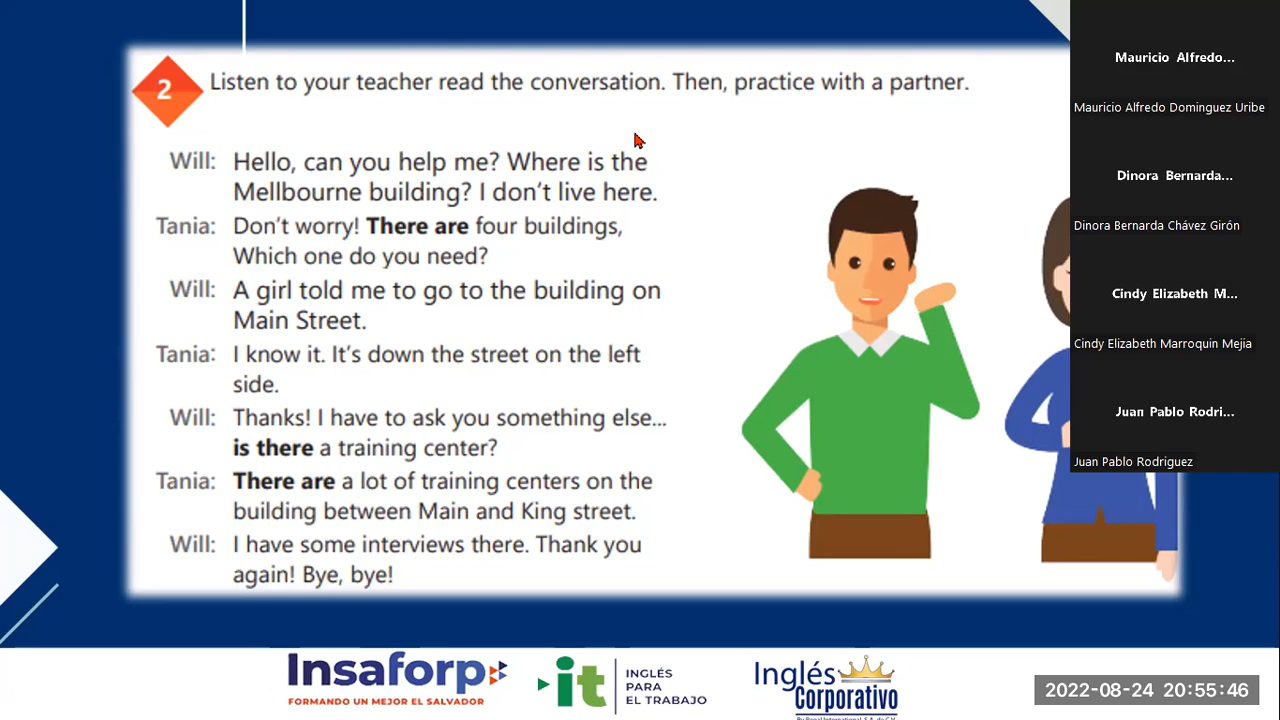 2
Listen to your teacher read the conversation. Then, practice with a partner.
Will: Hello, can you help me? Where is the
Mellbourne building? I don't live here.
Tania: Don't worry! There are four buildings,
Which one do you need?
Will: A girl told me to go to the building on
Main Street.
Tania: I know it. It's down the street on the left
side.
Will: Thanks! I have to ask you something else...
is there a training center?
Tania: There are a lot of training centers on the
building between Main and King street.
Will: I have some interviews there. Thank you
again! Bye, bye!
Mauricio Alfredo...
Mauricio Alfredo Dominguez Uribe
Dinora Bernarda...
Dinora Bernarda Chávez Girón
Cindy Elizabeth M...
Cindy Elizabeth Marroquin Mejia
Juan Pablo Rodri...
Juan Pablo Rodriguez
Insaforp
FORMANDO UN MEJOR EL SALVADOR
it
INGLÉS
PARA
EL TRABAJO
Inglés
Corporativo
2022-08-24 20:55:46